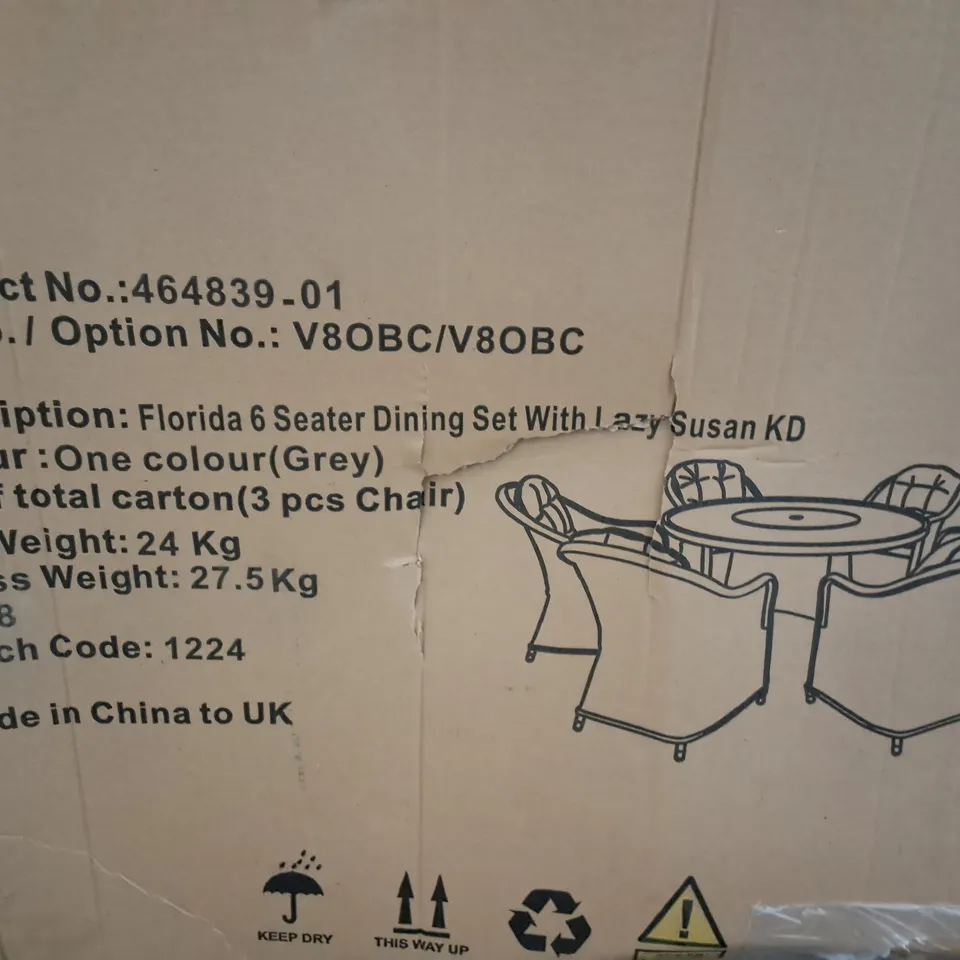 ct No.:464839-01
./ Option No.: V8OBC/V8OBC
iption: Florida 6 Seater Dining Set With Lazy Susan KD
ur :One colour(Grey)
f total carton(3 pcs Chair)
Weight: 24 Kg
ss Weight: 27.5Kg
8
ch Code: 1224
de in China to UK
KEEP DRY
THIS WAY UP